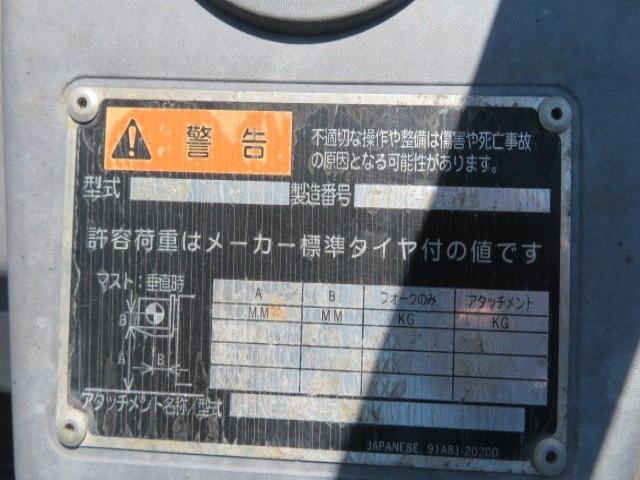 警告
不適切な操作や整備は傷害や死亡事故
の原因となる可能性があります。
型式
製造番号
許容荷重はメーカー標準タイヤ付の値です
マスト:垂直時
A B フォークのみ アタッチメント
MM MM KG KG
B
A B
アタッチメント名称/型式
JAPANESE 91A81-20200